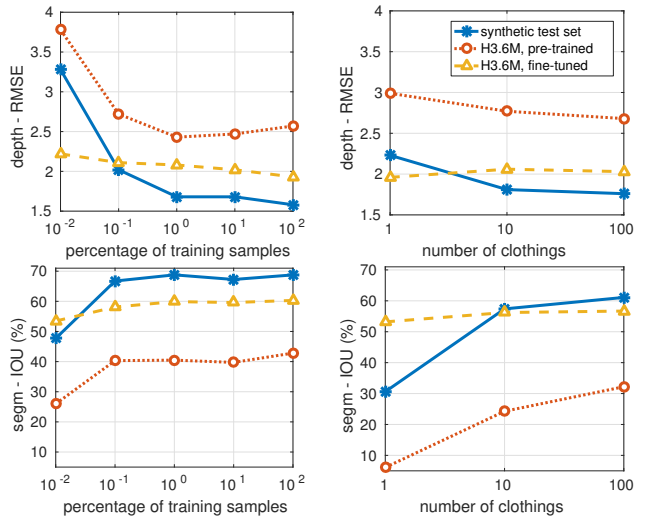 depth - RMSE
4
3.5
3
2.5
2
1.5
10^-2 10^-1 10^0 10^1 10^2
percentage of training samples
depth - RMSE
4
3.5
3
2.5
2
1.5
1 10 100
number of clothings
synthetic test set
H3.6M, pre-trained
H3.6M, fine-tuned
segm - IOU (%)
70
60
50
40
30
20
10
10^-2 10^-1 10^0 10^1 10^2
percentage of training samples
segm - IOU (%)
70
60
50
40
30
20
10
1 10 100
number of clothings